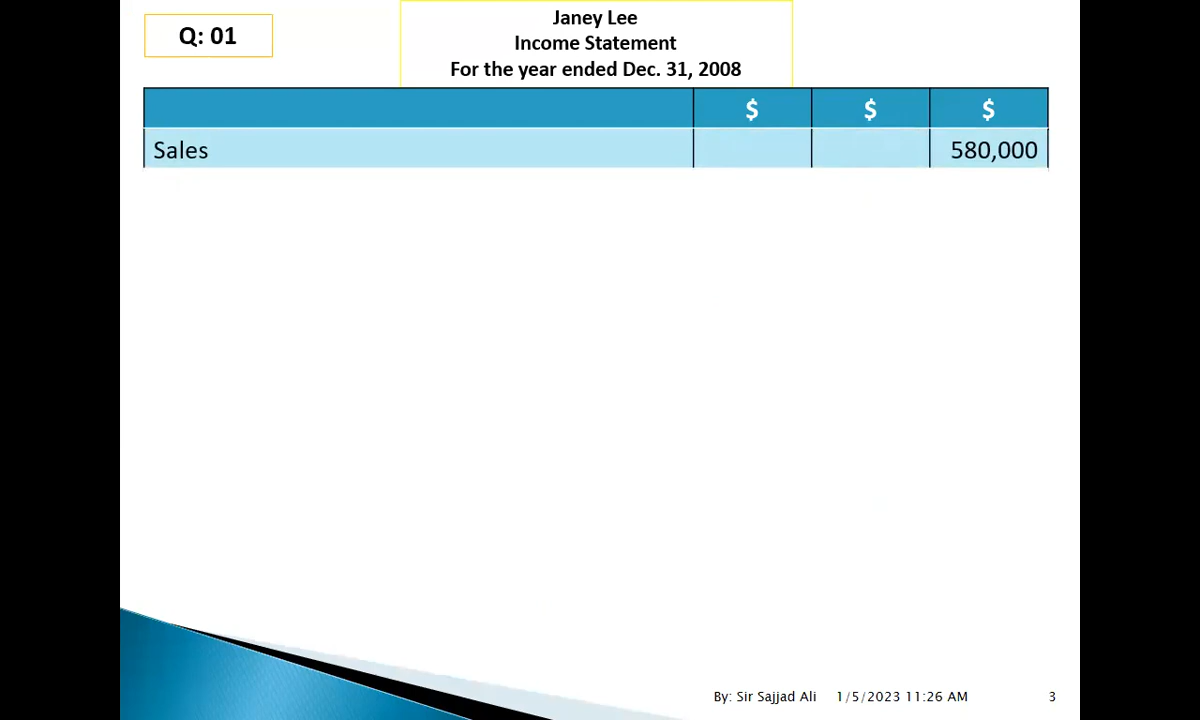 Q: 01
Janey Lee
Income Statement
For the year ended Dec. 31, 2008
$ $ $
Sales 580,000
By: Sir Sajjad Ali 1/5/2023 11:26 AM 3